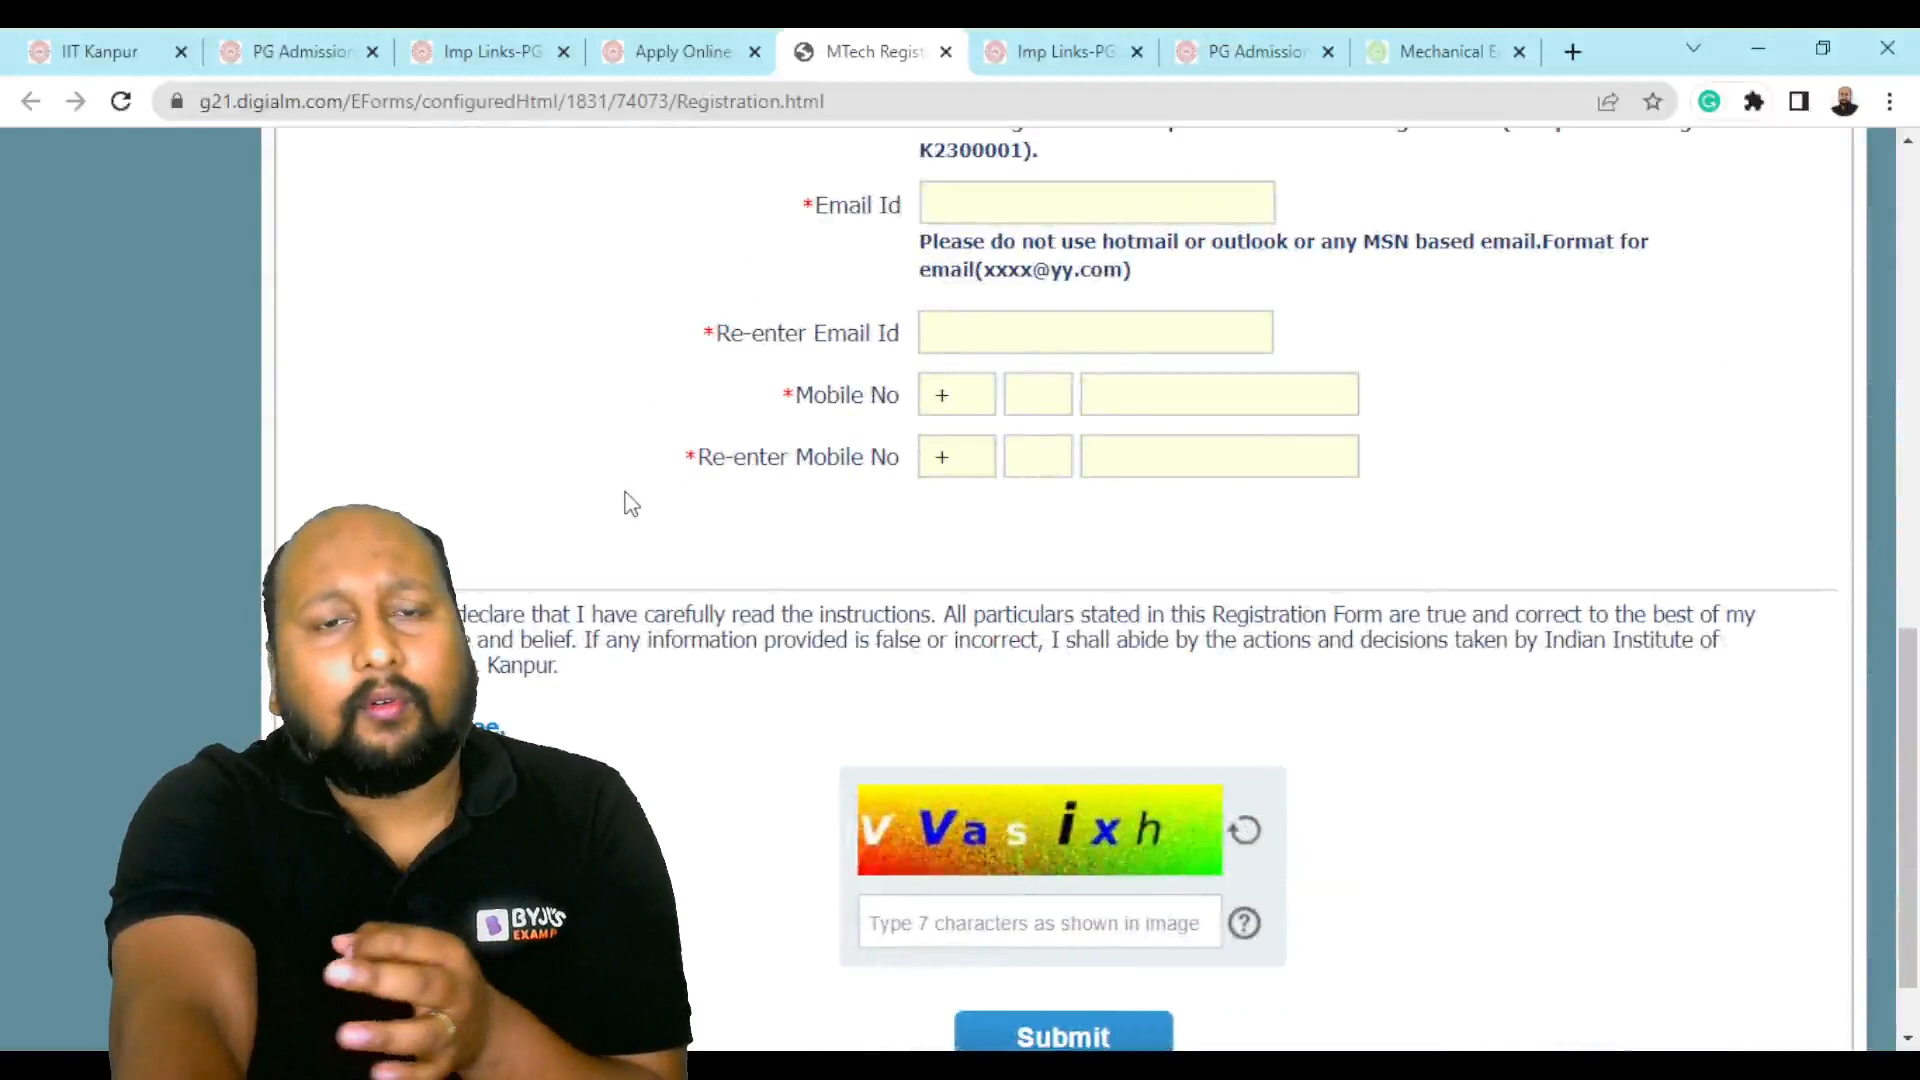 IIT Kanpur
PG Admission
Imp Links-PG
Apply Online
MTech Regist
Imp Links-PG
PG Admission
Mechanical E
g21.digialm.com/EForms/configuredHtml/1831/74073/Registration.html
K2300001).
*Email Id
Please do not use hotmail or outlook or any MSN based email.Format for
email(xxxx@yy.com)
*Re-enter Email Id
*Mobile No + 
*Re-enter Mobile No +
declare that I have carefully read the instructions. All particulars stated in this Registration Form are true and correct to the best of my
e and belief. If any information provided is false or incorrect, I shall abide by the actions and decisions taken by Indian Institute of
, Kanpur.
V V a s i x h
Type 7 characters as shown in image
?
Submit
BYJU'S
EXAM P